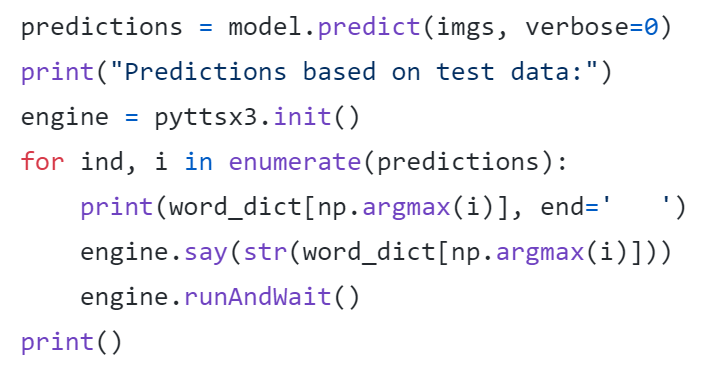 predictions = model.predict(imgs, verbose=0)
print("Predictions based on test data:")
engine = pyttsx3.init()
for ind, i in enumerate(predictions):
    print(word_dict[np.argmax(i)], end='   ')
    engine.say(str(word_dict[np.argmax(i)]))
    engine.runAndWait()
print()